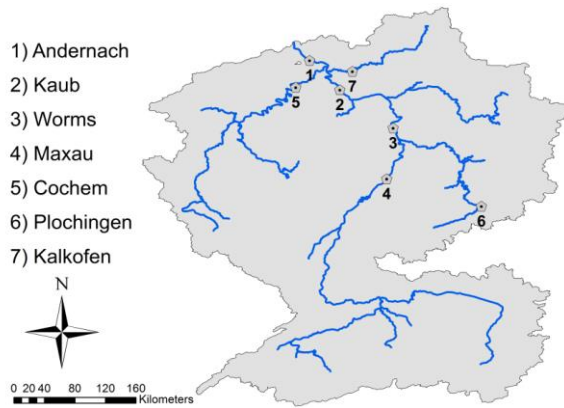 1) Andernach
2) Kaub
3) Worms
4) Maxau
5) Cochem
6) Plochingen
7) Kalkofen
N
0 20 40 80 120 160
Kilometers
1
7
5
2
3
4
6